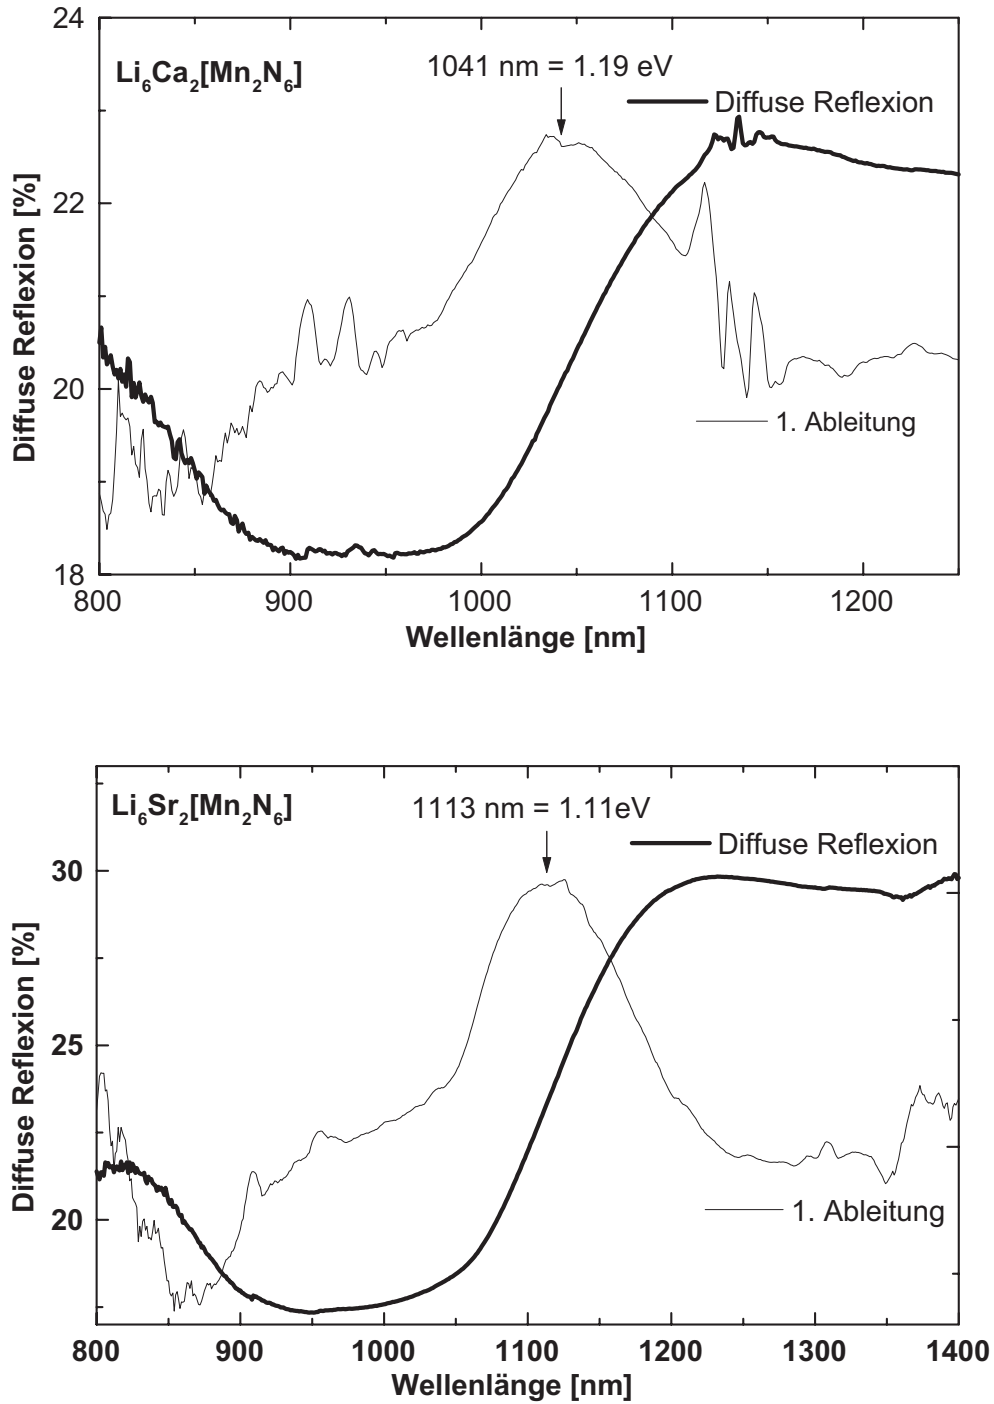 24
Li6Ca2[Mn2N6]
1041 nm = 1.19 eV
Diffuse Reflexion
22
Diffuse Reflexion [%]
20
1. Ableitung
18
800 900 1000 1100 1200
Wellenlänge [nm]
Li6Sr2[Mn2N6]
1113 nm = 1.11eV
Diffuse Reflexion
30
Diffuse Reflexion [%]
25
20
1. Ableitung
800 900 1000 1100 1200 1300 1400
Wellenlänge [nm]